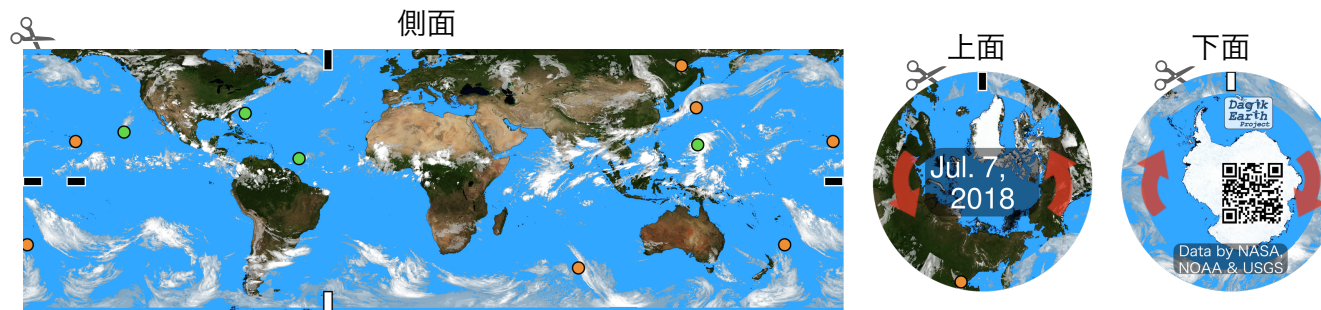 側面
上面
下面
Jul. 7,
2018
Dagik
Earth
Project
Data by NASA,
NOAA & USGS